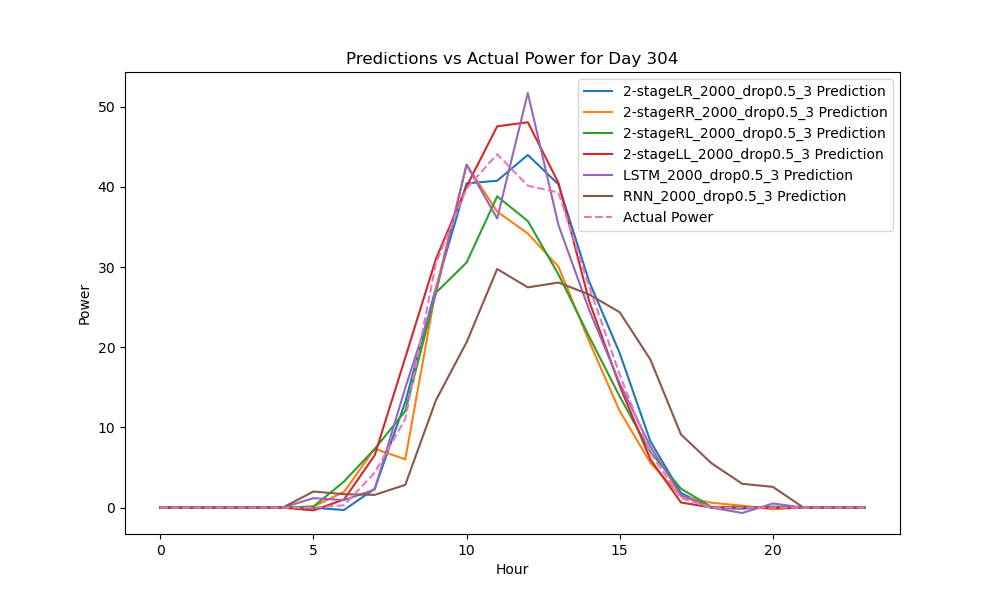 Predictions vs Actual Power for Day 304
2-stageLR_2000_drop0.5_3 Prediction
2-stageRR_2000_drop0.5_3 Prediction
2-stageRL_2000_drop0.5_3 Prediction
2-stageLL_2000_drop0.5_3 Prediction
LSTM_2000_drop0.5_3 Prediction
RNN_2000_drop0.5_3 Prediction
Actual Power
Power
50
40
30
20
10
0
0 5 10 15 20
Hour